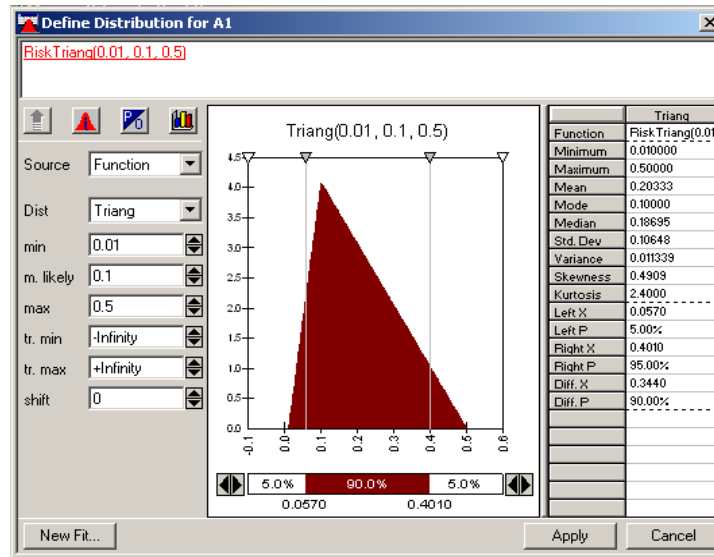 Define Distribution for A1
RiskTriang(0.01, 0.1, 0.5)
Source Function
Dist Triang
min 0.01
m. likely 0.1
max 0.5
tr. min -Infinity
tr. max +Infinity
shift 0
New Fit...
Triang(0.01, 0.1, 0.5)
4.5
4.0
3.5
3.0
2.5
2.0
1.5
1.0
0.5
0.0
-0.1 0.0 0.1 0.2 0.3 0.4 0.5 0.6
5.0% 90.0% 5.0%
0.0570 0.4010
Triang
Function RiskTriang(0.01
Minimum 0.010000
Maximum 0.50000
Mean 0.20333
Mode 0.10000
Median 0.18695
Std. Dev 0.10648
Variance 0.011339
Skewness 0.4909
Kurtosis 2.4000
Left X 0.0570
Left P 5.00%
Right X 0.4010
Right P 95.00%
Diff. X 0.3440
Diff. P 90.00%
Apply Cancel